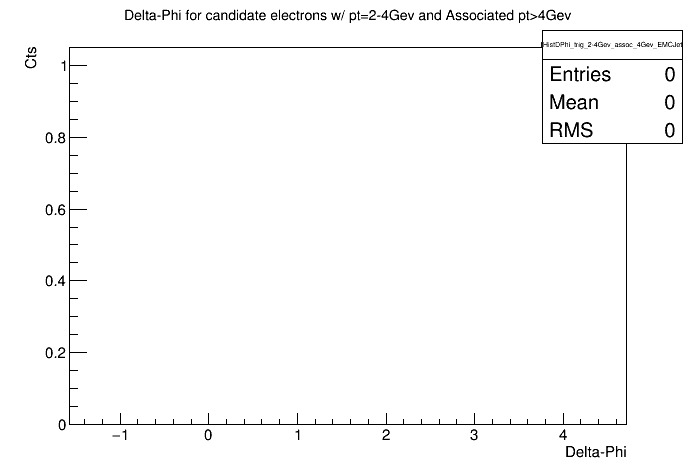 Delta-Phi for candidate electrons w/ pt=2-4Gev and Associated pt>4Gev
Cts
HistDPhi_trig_2-4Gev_assoc_4Gev_EMCJet
Entries 0
Mean 0
RMS 0
1
0.8
0.6
0.4
0.2
0
−1 0 1 2 3 4
Delta-Phi